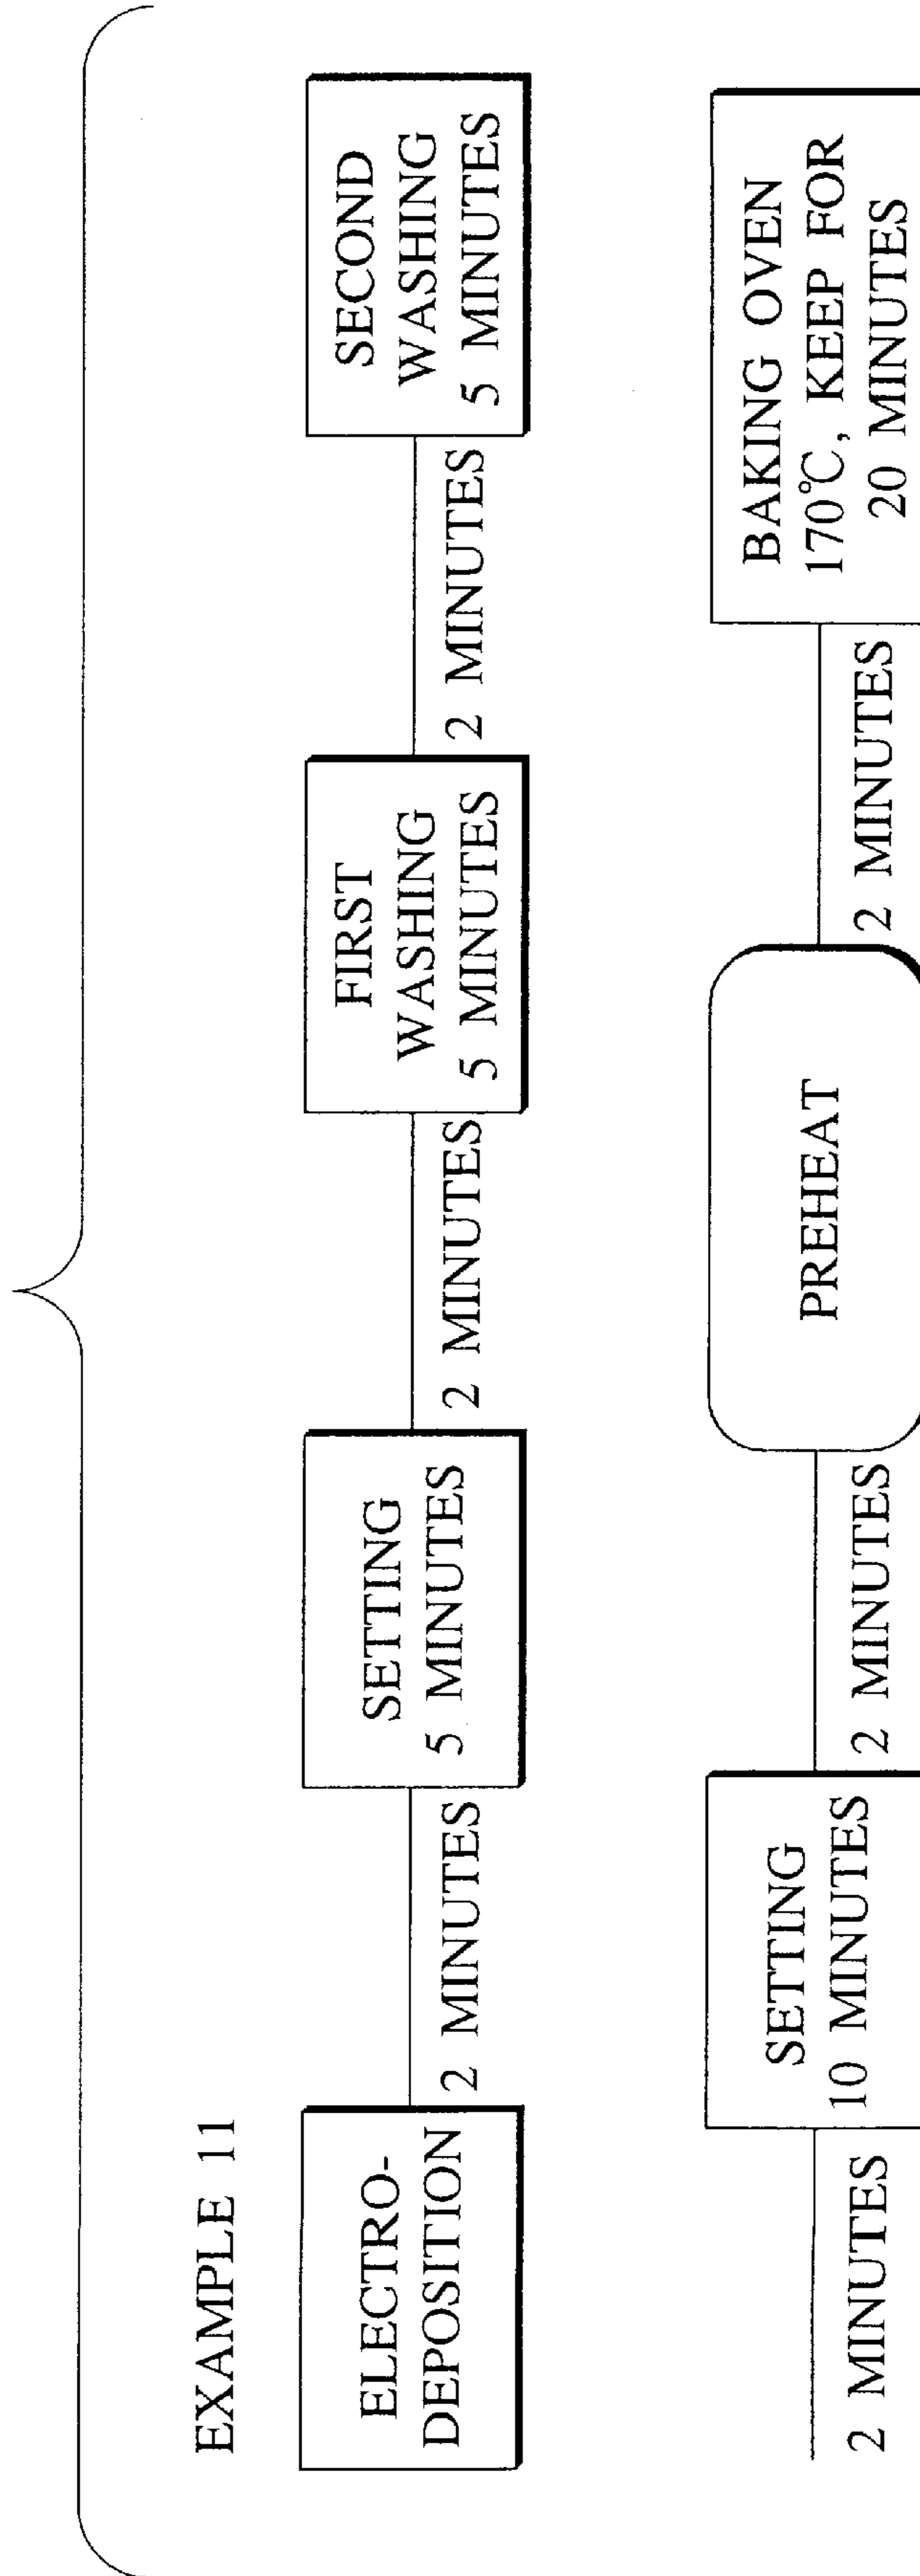 EXAMPLE 11
ELECTRO-
DEPOSITION
2 MINUTES
SETTING
5 MINUTES
2 MINUTES
FIRST
WASHING
5 MINUTES
2 MINUTES
SECOND
WASHING
5 MINUTES
2 MINUTES
SETTING
10 MINUTES
2 MINUTES
PREHEAT
2 MINUTES
BAKING OVEN
170℃, KEEP FOR
20 MINUTES